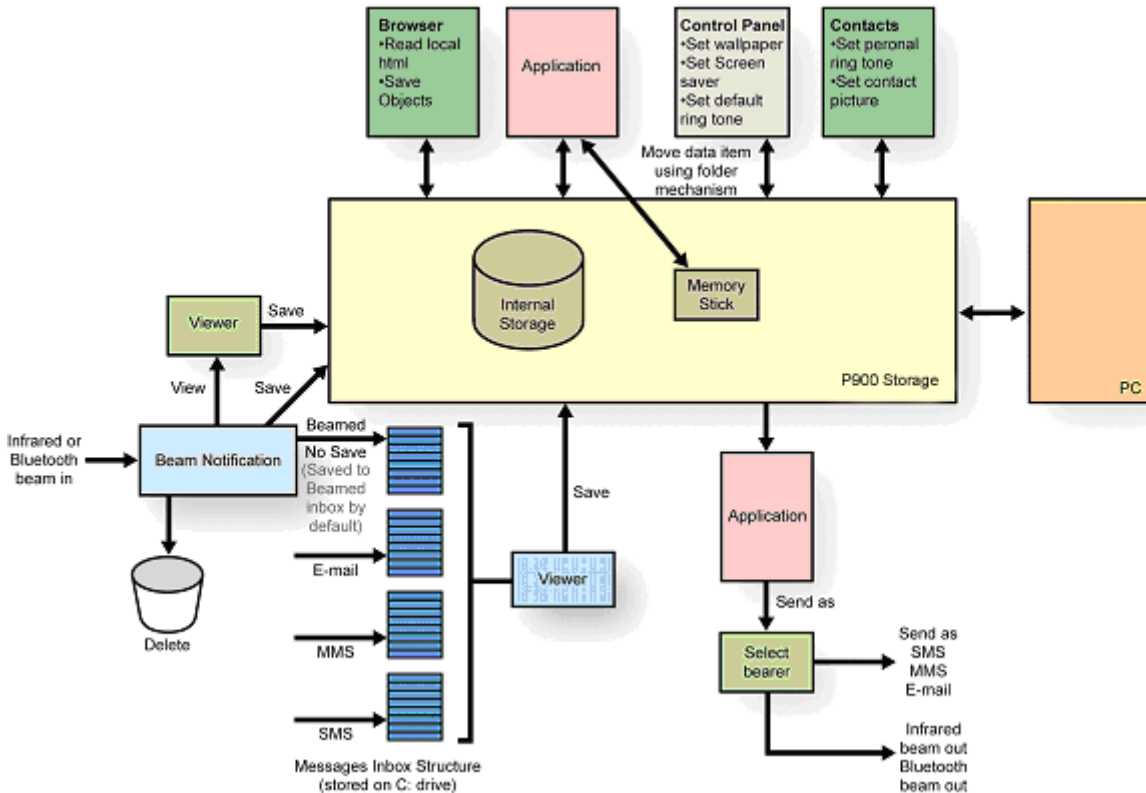 Browser
•Read local
html
•Save
Objects
Application
Control Panel
•Set wallpaper
•Set Screen
saver
•Set default
ring tone
Contacts
•Set peronal
ring tone
•Set contact
picture
Move data item
using folder
mechanism
Internal
Storage
Memory
Stick
P900 Storage
PC
Viewer
Save
View
Save
Infrared or
Bluetooth
beam in
Beam Notification
Delete
Beamed
No Save
(Saved to
Beamed
inbox by
default)
E-mail
MMS
SMS
Messages Inbox Structure
(stored on C: drive)
Viewer
Save
Application
Send as
Select
bearer
Send as
SMS
MMS
E-mail
Infrared
beam out
Bluetooth
beam out